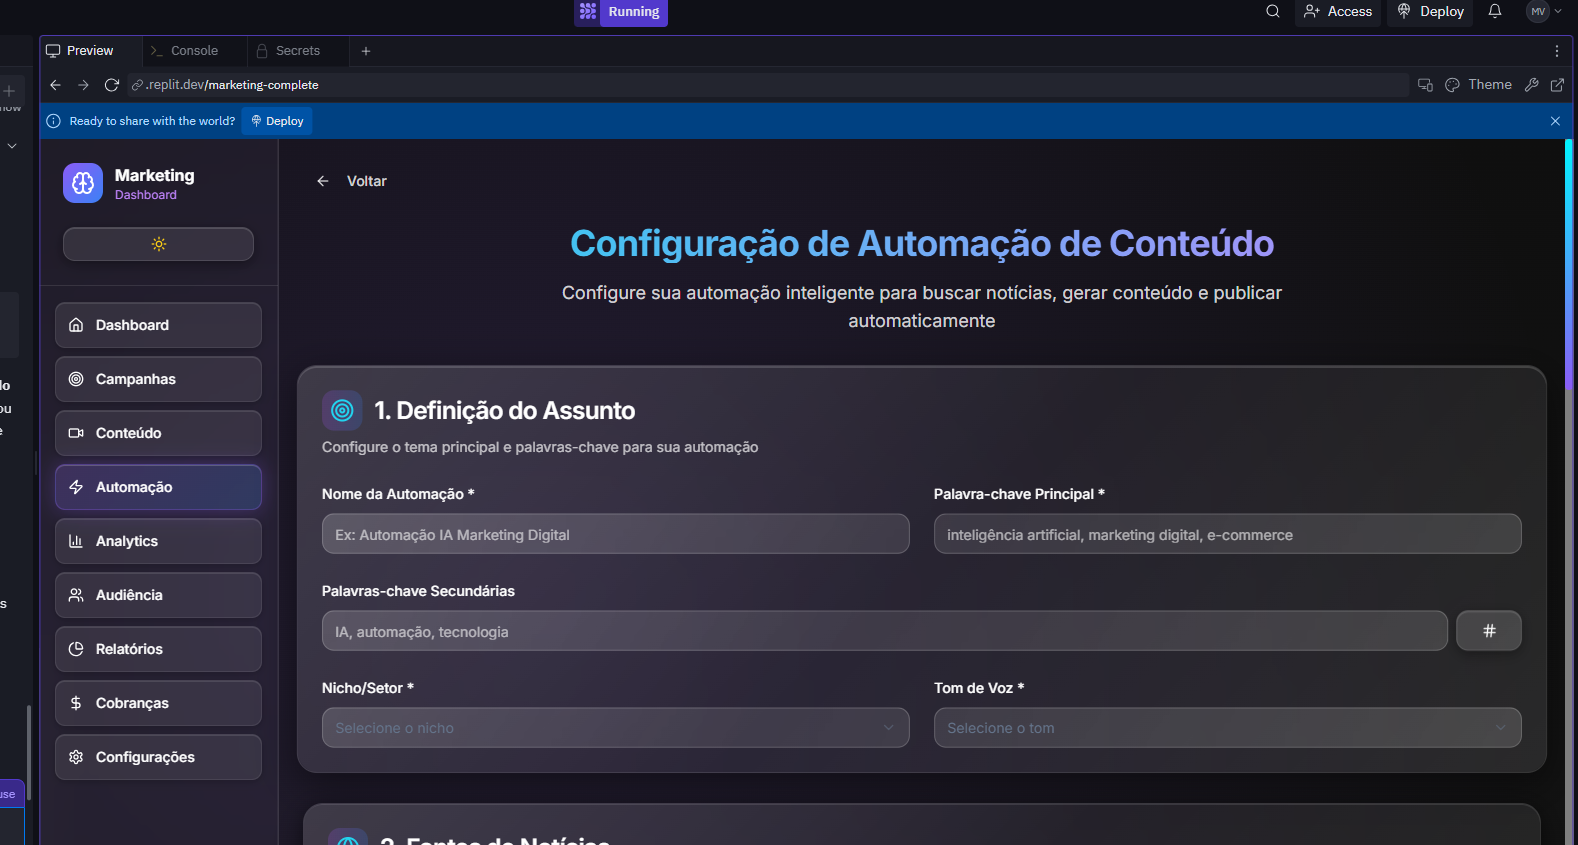 Running
Access
Deploy
MV
Preview
Console
Secrets
.replit.dev/marketing-complete
Theme
Ready to share with the world?
Deploy
Marketing
Dashboard
Dashboard
Campanhas
Conteúdo
Automação
Analytics
Audiência
Relatórios
Cobranças
Configurações
Voltar
Configuração de Automação de Conteúdo
Configure sua automação inteligente para buscar notícias, gerar conteúdo e publicar
automaticamente
1. Definição do Assunto
Configure o tema principal e palavras-chave para sua automação
Nome da Automação *
Ex: Automação IA Marketing Digital
Palavra-chave Principal *
inteligência artificial, marketing digital, e-commerce
Palavras-chave Secundárias
IA, automação, tecnologia
#
Nicho/Setor *
Selecione o nicho
Tom de Voz *
Selecione o tom
2. Fontes de Notícias